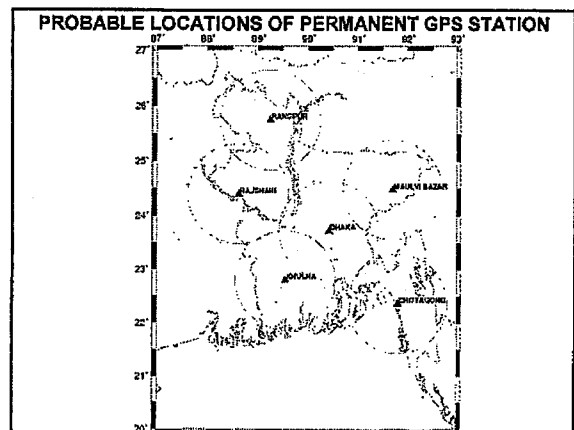 PROBABLE LOCATIONS OF PERMANENT GPS STATION
87° 88° 89° 90° 91° 92° 93°
27°
26°
RANGPUR
25°
RAJSHAHI
MAULVI BAZAR
24°
DHAKA
23°
KHULNA
CHITAGONG
22°
21°
20°